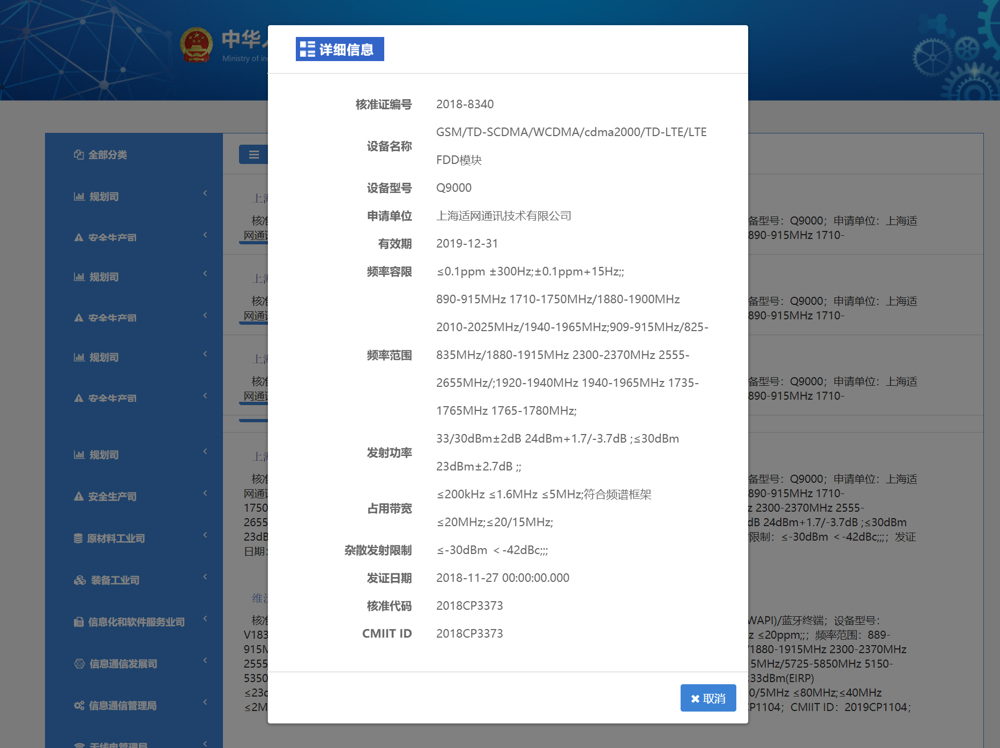 中华
Ministry of in
详细信息
核准证编号 2018-8340
设备名称 GSM/TD-SCDMA/WCDMA/cdma2000/TD-LTE/LTE
FDD模块
设备型号 Q9000
申请单位 上海适网通讯技术有限公司
有效期 2019-12-31
频率容限 ≤0.1ppm ±300Hz;±0.1ppm+15Hz;;
890-915MHz 1710-1750MHz/1880-1900MHz
2010-2025MHz/1940-1965MHz;909-915MHz/825-
频率范围 835MHz/1880-1915MHz 2300-2370MHz 2555-
2655MHz/;1920-1940MHz 1940-1965MHz 1735-
1765MHz 1765-1780MHz;
发射功率 33/30dBm±2dB 24dBm+1.7/-3.7dB ;≤30dBm
23dBm±2.7dB ;;
占用带宽 ≤200kHz ≤1.6MHz ≤5MHz;符合频谱框架
≤20MHz;≤20/15MHz;
杂散发射限制 ≤-30dBm ＜-42dBc;;;
发证日期 2018-11-27 00:00:00.000
核准代码 2018CP3373
CMIIT ID 2018CP3373
取消
全部分类
规划司
安全生产司
规划司
安全生产司
规划司
安全生产司
规划司
安全生产司
原材料工业司
装备工业司
信息化和软件服务业司
信息通信发展司
信息通信管理局
无线电管理局
上海
核准
网通
备型号：Q9000；申请单位：上海适
890-915MHz 1710-
上海
核准
网通
备型号：Q9000；申请单位：上海适
890-915MHz 1710-
上海
核准
网通
备型号：Q9000；申请单位：上海适
890-915MHz 1710-
上海
核准
网通
1750
2655
23dB
日期:
备型号：Q9000；申请单位：上海适
890-915MHz 1710-
z 2300-2370MHz 2555-
dB 24dBm+1.7/-3.7dB ;≤30dBm
限制：≤-30dBm ＜-42dBc;;;；发证
维
核准
V183
915M
2555
5350
≤23d
≤2M
WAPI)/蓝牙终端；设备型号：
z ≤20ppm;;；频率范围：889-
/1880-1915MHz 2300-2370MHz
5MHz/5725-5850MHz 5150-
≤33dBm(EIRP)
0/5MHz ≤80MHz;≤40MHz
CP1104；CMIIT ID：2019CP1104；